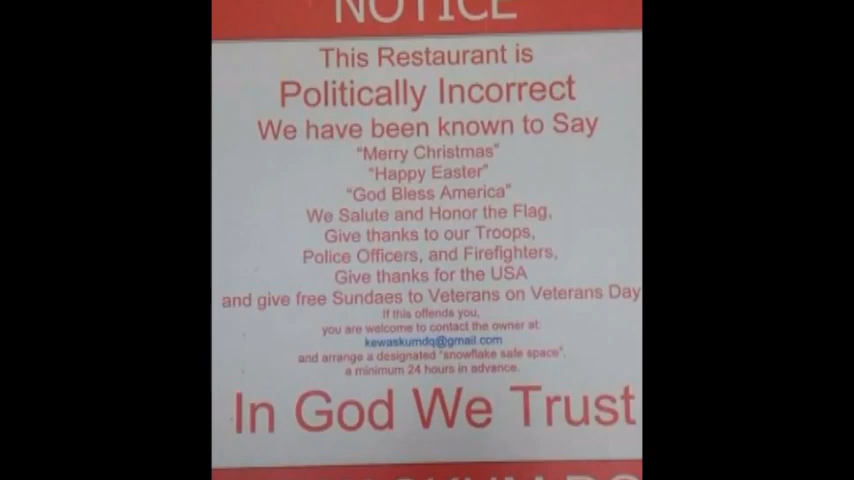 NOTICE
This Restaurant is
Politically Incorrect
We have been known to Say
"Merry Christmas"
"Happy Easter"
"God Bless America"
We Salute and Honor the Flag,
Give thanks to our Troops,
Police Officers, and Firefighters,
Give thanks for the USA
and give free Sundaes to Veterans on Veterans Day
If this offends you,
you are welcome to contact the owner at:
kewaskumdq@gmail.com
and arrange a designated "snowflake safe space",
a minimum 24 hours in advance.
In God We Trust